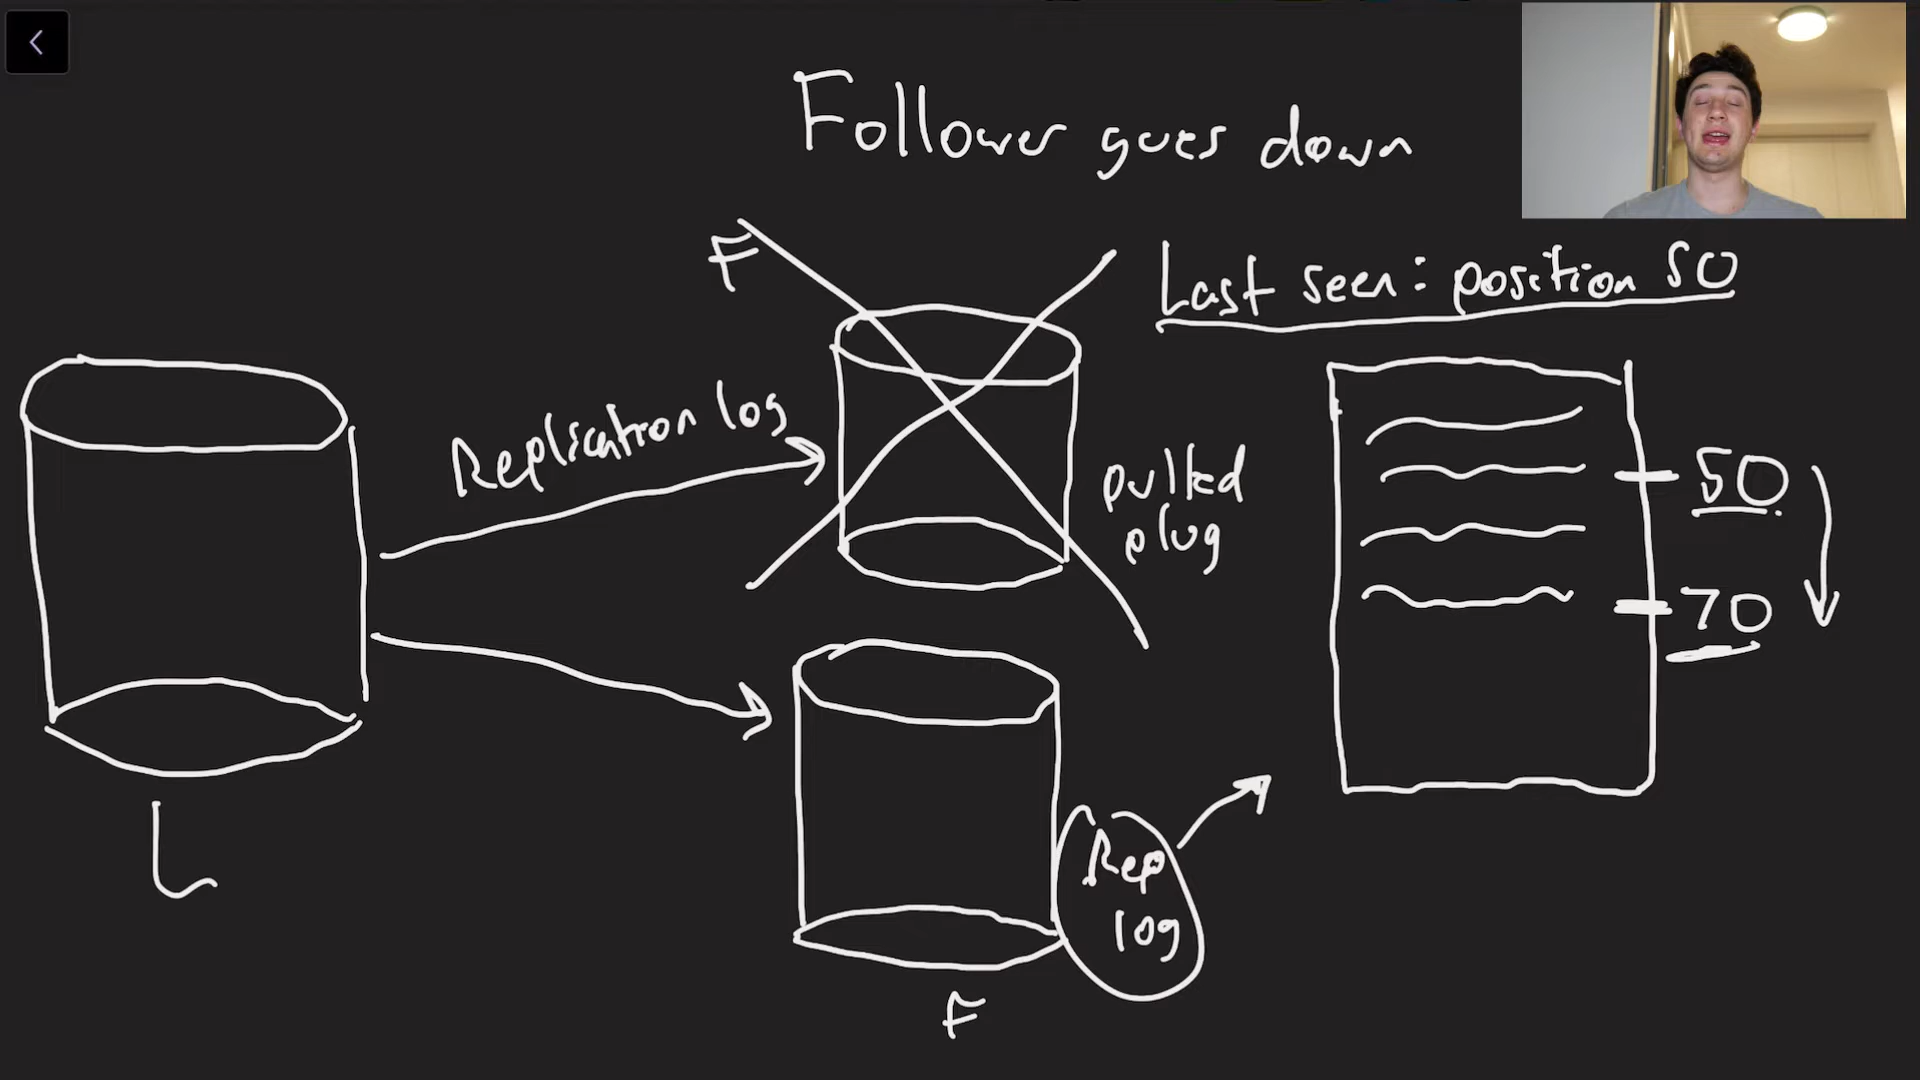 Follower goes down
F
Last seen: position 50
Replication log
pulled
plug
50
70
L
Rep
log
F